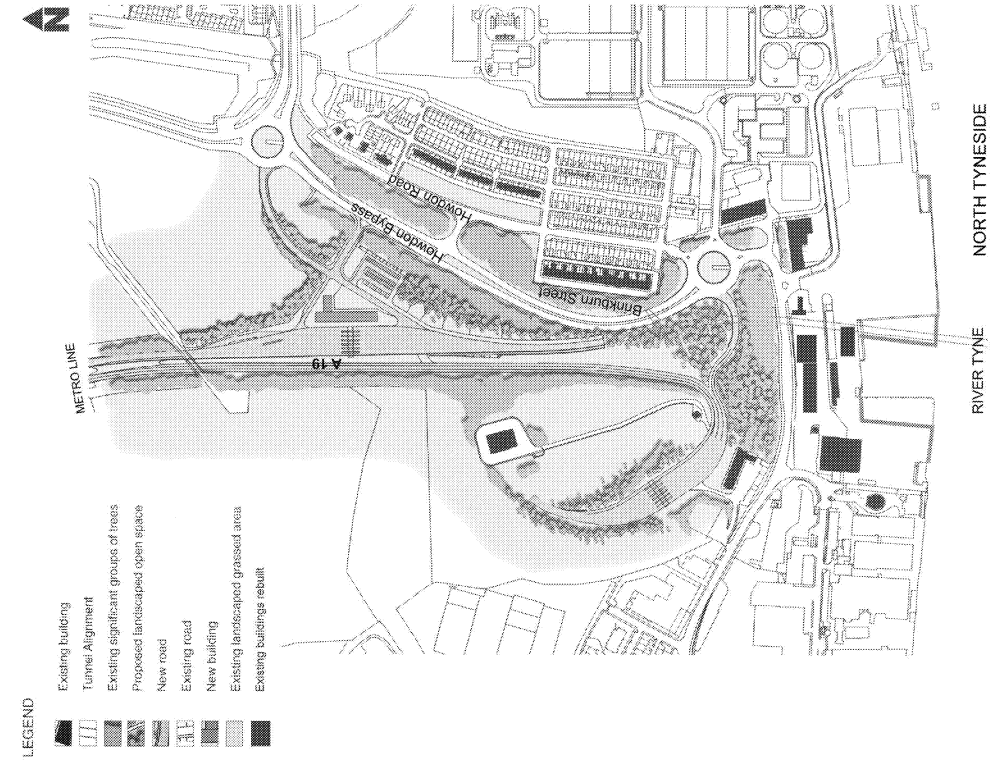 N
LEGEND
Existing building
Tunnel Alignment
Existing significant groups of trees
Proposed landscaped open space
New road
Existing road
New building
Existing landscaped grassed area
Existing buildings rebuilt
METRO LINE
A 19
Howdon Road
Howdon Bypass
Brinkburn Street
RIVER TYNE
NORTH TYNESIDE